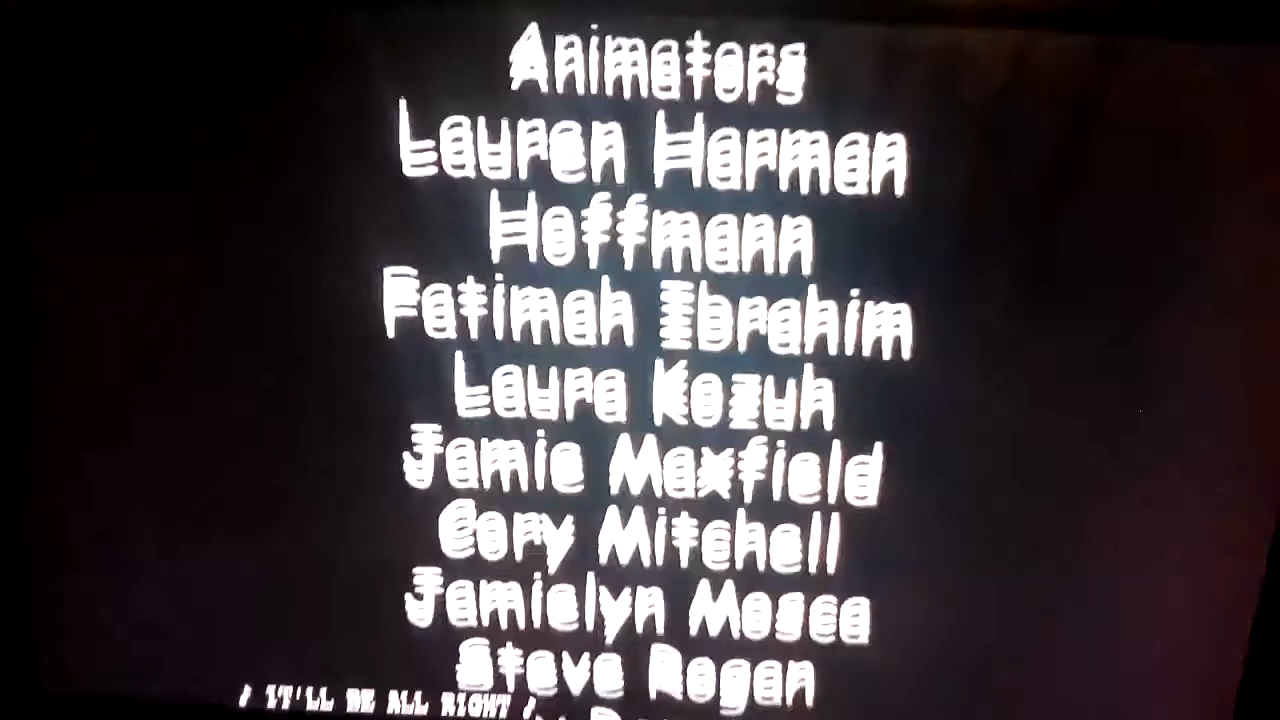 Animators
Lauren Harman
Hoffmann
Fatimah Ibrahim
Laura Kozuh
Jamie Maxfield
Cory Mitchell
Jamielyn Mosca
Steve Rogan
♪ IT'LL BE ALL RIGHT ♪